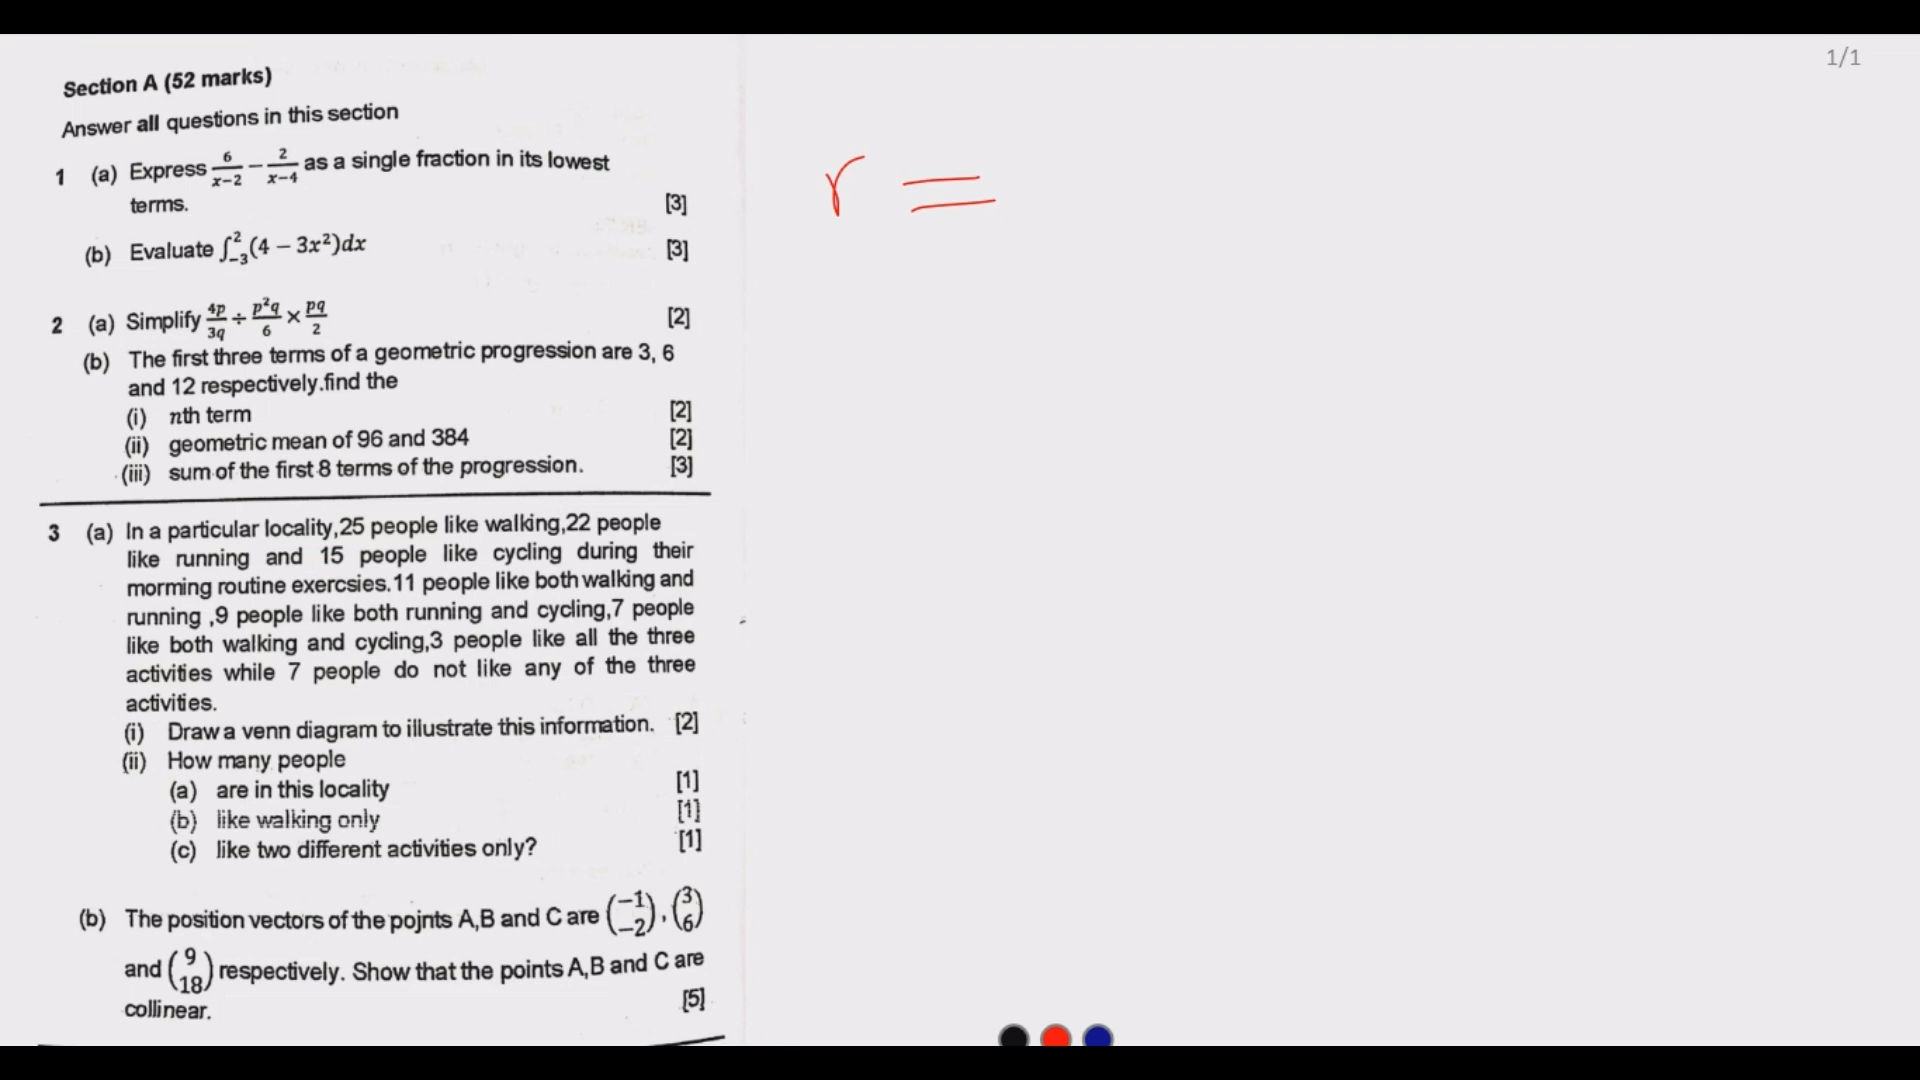 Section A (52 marks)
Answer all questions in this section
1 (a) Express 6/(x−2) − 2/(x−4) as a single fraction in its lowest
terms. [3]
(b) Evaluate ∫₋₃²(4 − 3x²)dx [3]
2 (a) Simplify 4p/3q ÷ p²q/6 × pq/2 [2]
(b) The first three terms of a geometric progression are 3, 6
and 12 respectively.find the
(i) nth term [2]
(ii) geometric mean of 96 and 384 [2]
(iii) sum of the first 8 terms of the progression. [3]
3 (a) In a particular locality,25 people like walking,22 people
like running and 15 people like cycling during their
morming routine exercsies.11 people like both walking and
running ,9 people like both running and cycling,7 people
like both walking and cycling,3 people like all the three
activities while 7 people do not like any of the three
activities.
(i) Draw a venn diagram to illustrate this information. [2]
(ii) How many people
(a) are in this locality [1]
(b) like walking only [1]
(c) like two different activities only? [1]
(b) The position vectors of the pojnts A,B and C are (−1 −2), (3 6)
and (9 18) respectively. Show that the points A,B and C are
collinear. [5]
r =
1/1